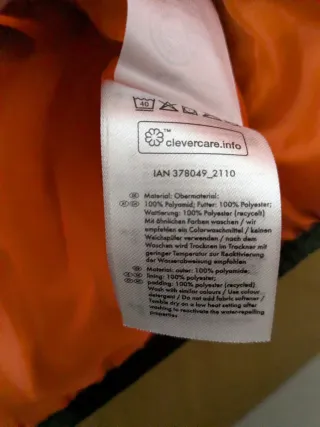 40
™
clevercare.info
IAN 378049_2110
Material: Obermaterial:
100% Polyamid; Futter: 100% Polyester;
Wattierung: 100% Polyester (recycelt)
Mit ähnlichen Farben waschen / wir
empfehlen ein Colorwaschmittel / keinen
Weichspüler verwenden / nach dem
Waschen wird Trocknen im Trockner mit
geringer Temperatur zur Reaktivierung
der Wasserabweisung empfohlen
Material: outer: 100% polyamide;
lining: 100% polyester;
padding: 100% polyester (recycled)
Wash with similar colours / Use colour
detergent / Do not add fabric softener /
Tumble dry on a low heat setting after
washing to reactivate the water-repelling
properties